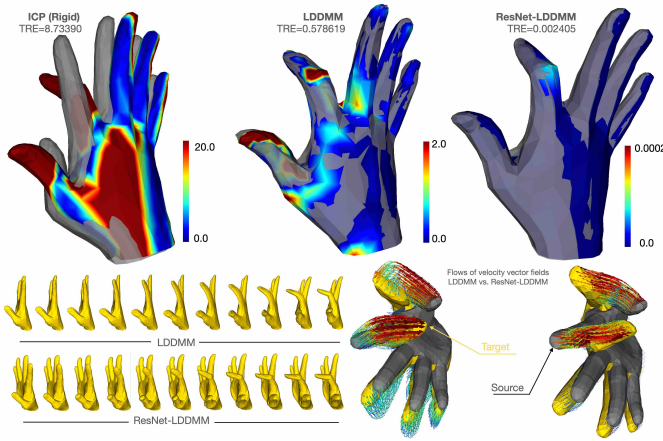 ICP (Rigid)
TRE=8.73390
LDDMM
TRE=0.578619
ResNet-LDDMM
TRE=0.002405
20.0
0.0
2.0
0.0
0.0002
0.0
Flows of velocity vector fields
LDDMM vs. ResNet-LDDMM
LDDMM
ResNet-LDDMM
Target
Source